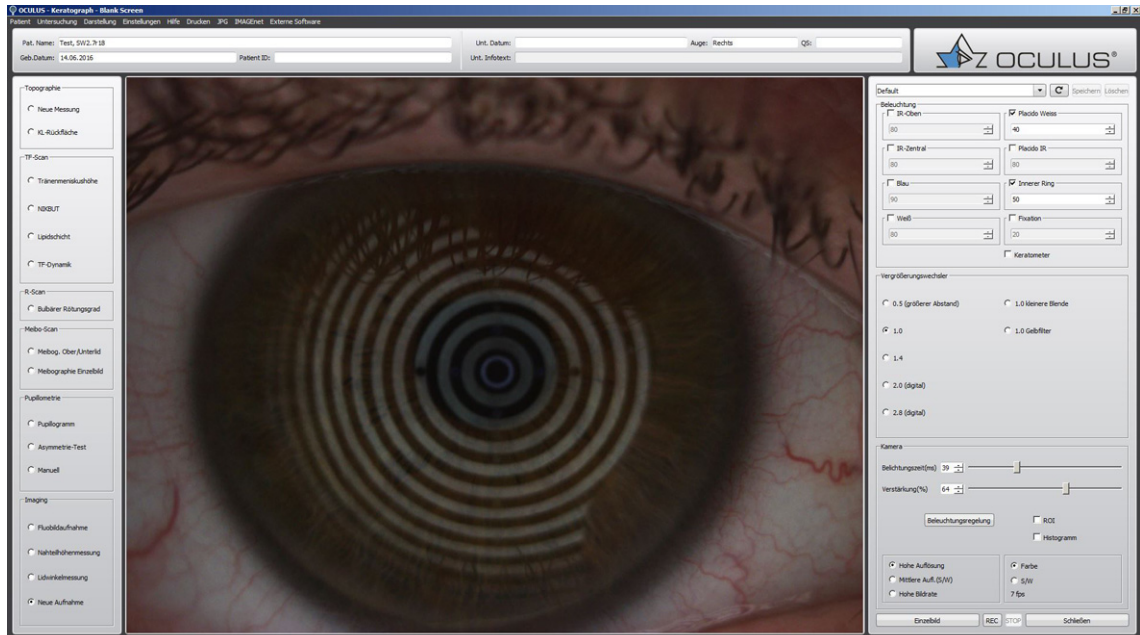 OCULUS - Keratograph - Blank Screen
Patient Untersuchung Darstellung Einstellungen Hilfe Drucken JPG IMAGEnet Externe Software
Pat. Name: Test, SW2.7r18
Geb.Datum: 14.06.2016 Patient ID:
Unt. Datum: Auge: Rechts QS:
Unt. Infotext:
OCULUS®
Topographie
Neue Messung
KL-Rückfläche
TF-Scan
Tränenmeniskushöhe
NIKBUT
Lipidschicht
TF-Dynamik
R-Scan
Bulbärer Rötungsgrad
Meibo-Scan
Meibog. Ober/Unterlid
Meibographie Einzelbild
Pupillometrie
Pupillogramm
Asymmetrie-Test
Manuell
Imaging
Fluobildaufnahme
Nahteilhöhenmessung
Lidwinkelmessung
Neue Aufnahme
Default Speichern Löschen
Beleuchtung
IR-Oben Placido Weiss
80 40
IR-Zentral Placido IR
80 80
Blau Innerer Ring
90 50
Weiß Fixation
80 20
Keratometer
Vergrößerungswechsler
0.5 (größerer Abstand) 1.0 kleinere Blende
1.0 1.0 Gelbfilter
1.4
2.0 (digital)
2.8 (digital)
Kamera
Belichtungszeit(ms) 39
Verstärkung(%) 64
Beleuchtungsregelung ROI
Histogramm
Hohe Auflösung Farbe
Mittlere Aufl.(S/W) S/W
Hohe Bildrate 7 fps
Einzelbild REC STOP Schließen